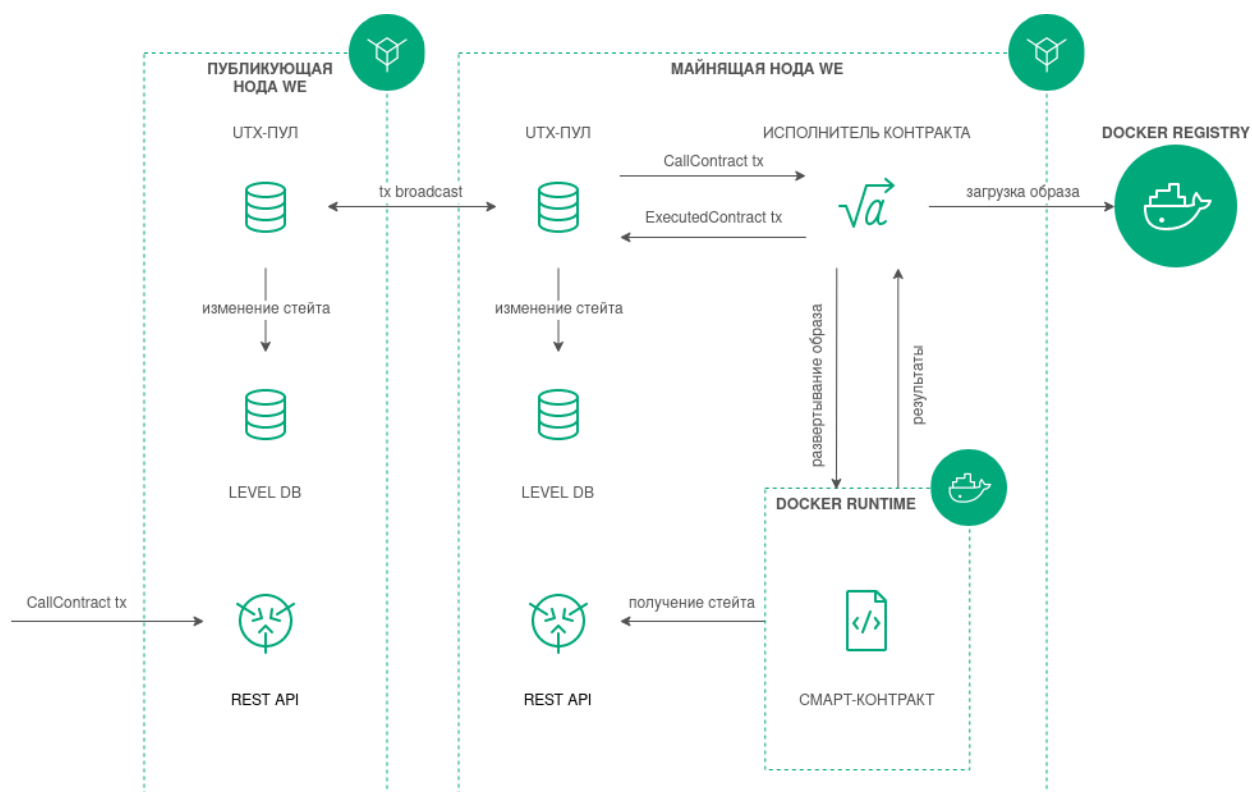 ПУБЛИКУЮЩАЯ
НОДА WE
МАЙНЯЩАЯ НОДА WE
UTX-ПУЛ
UTX-ПУЛ
ИСПОЛНИТЕЛЬ КОНТРАКТА
DOCKER REGISTRY
CallContract tx
tx broadcast
загрузка образа
ExecutedContract tx
изменение стейта
изменение стейта
развертывание образа
результаты
LEVEL DB
LEVEL DB
DOCKER RUNTIME
CallContract tx
получение стейта
REST API
REST API
СМАРТ-КОНТРАКТ